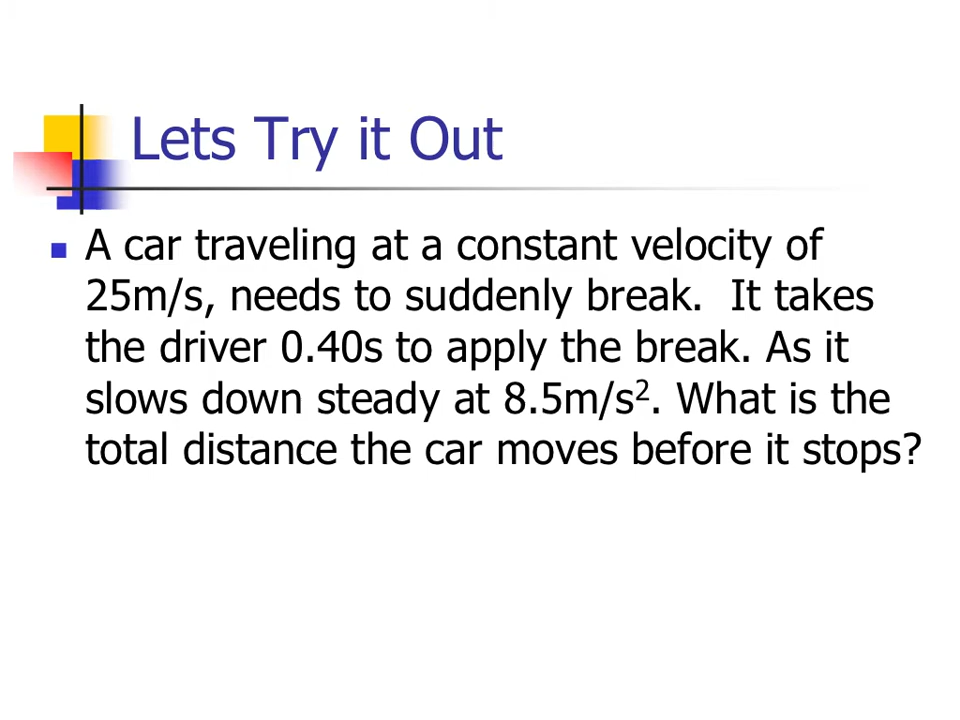 Lets Try it Out
A car traveling at a constant velocity of
25m/s, needs to suddenly break.  It takes
the driver 0.40s to apply the break. As it
slows down steady at 8.5m/s². What is the
total distance the car moves before it stops?